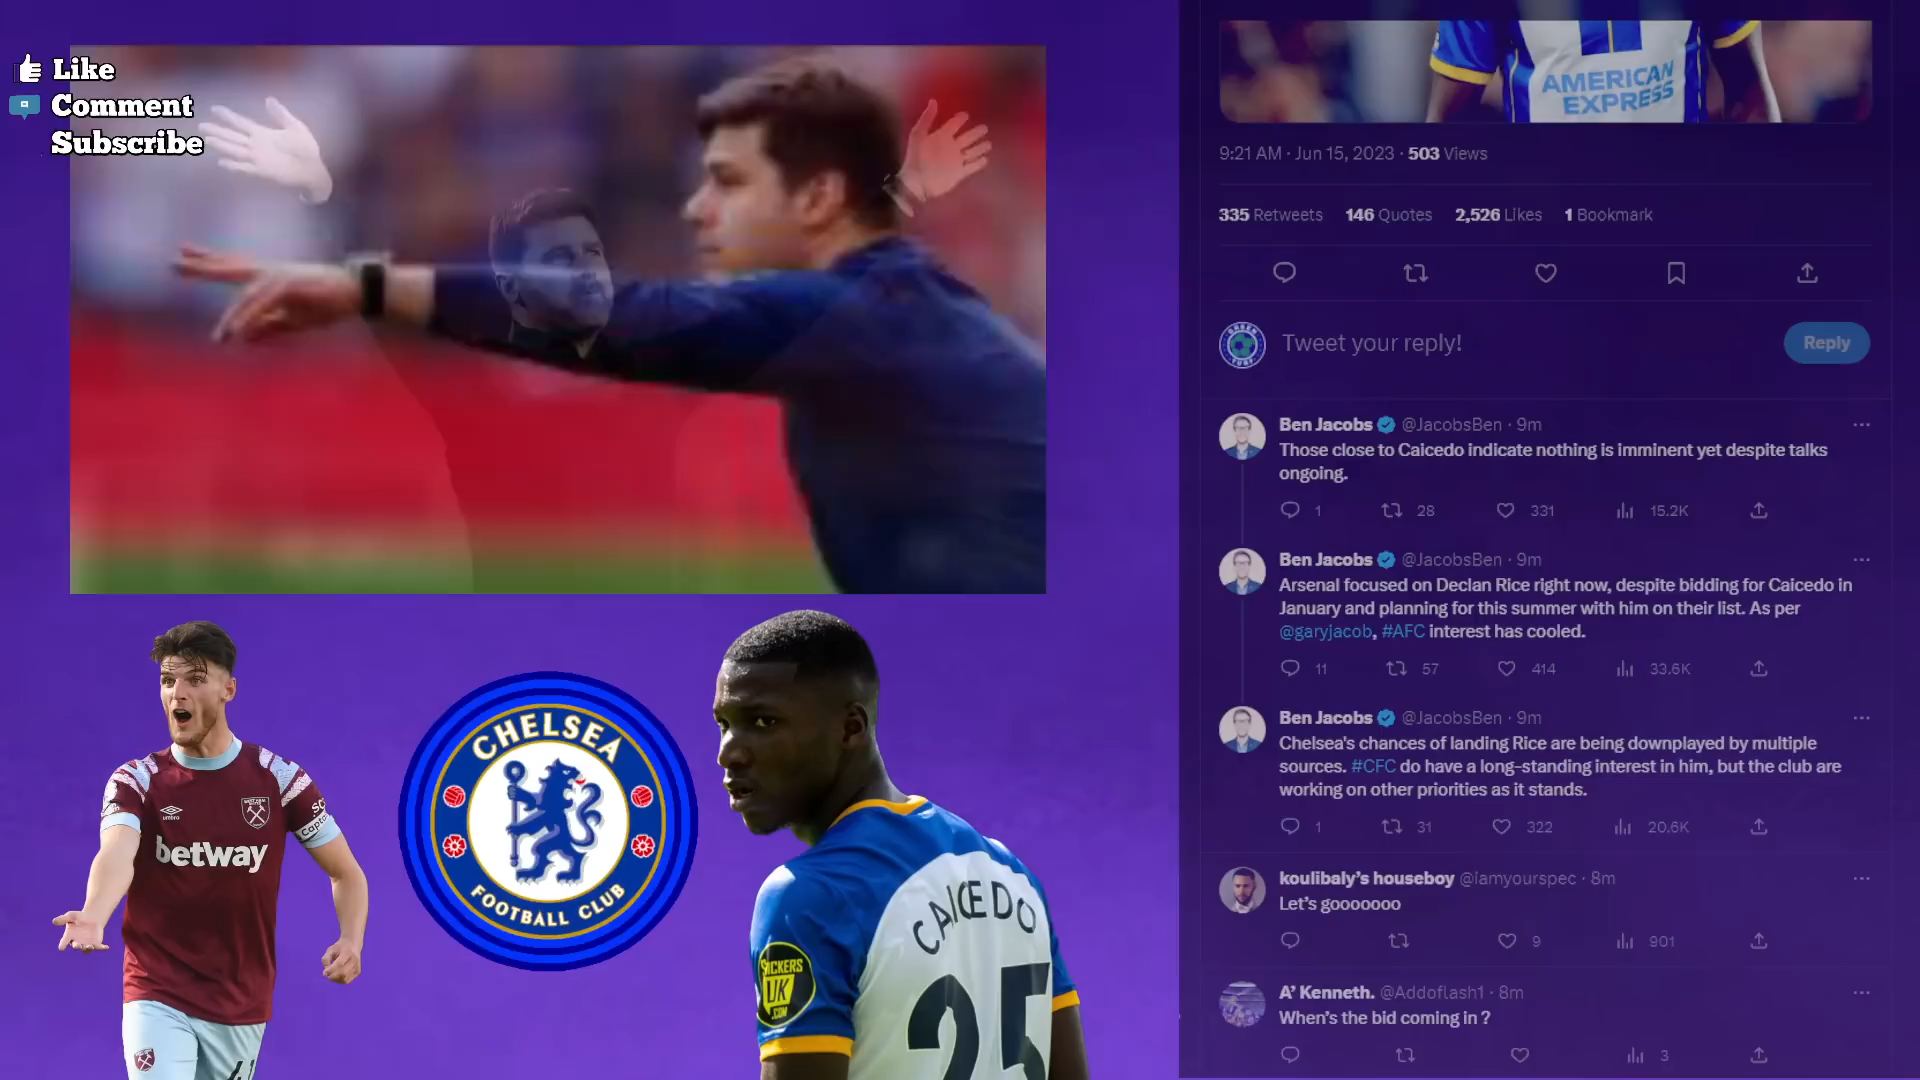 Like
Comment
Subscribe
AMERICAN
EXPRESS
9:21 AM · Jun 15, 2023 · 503 Views
335 Retweets 146 Quotes 2,526 Likes 1 Bookmark
Tweet your reply!
Reply
Ben Jacobs @JacobsBen · 9m
Those close to Caicedo indicate nothing is imminent yet despite talks
ongoing.
1 28 331 15.2K
Ben Jacobs @JacobsBen · 9m
Arsenal focused on Declan Rice right now, despite bidding for Caicedo in
January and planning for this summer with him on their list. As per
@garyjacob, #AFC interest has cooled.
11 57 414 33.6K
Ben Jacobs @JacobsBen · 9m
Chelsea's chances of landing Rice are being downplayed by multiple
sources. #CFC do have a long-standing interest in him, but the club are
working on other priorities as it stands.
1 31 322 20.6K
koulibaly's houseboy @iamyourspec · 8m
Let's gooooooo
9 901
A' Kenneth. @Addoflash1 · 8m
When's the bid coming in ?
3
umbro
betway
41
CHELSEA
FOOTBALL CLUB
CAICEDO
25
STICKERS
UK
.COM